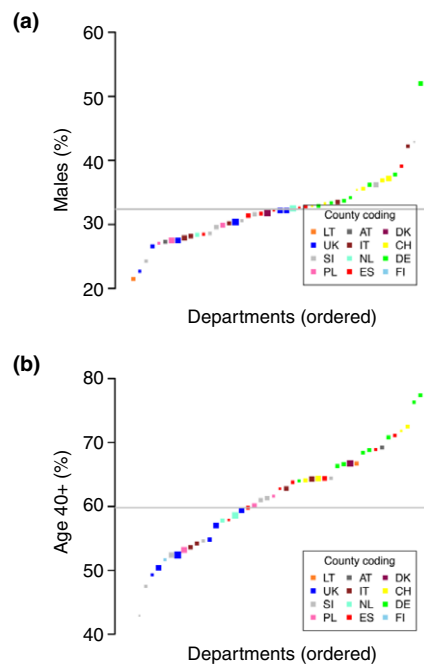 (a)
60
50
40
30
20
Males (%)
County coding
LT AT DK
UK IT CH
SI NL DE
PL ES FI
Departments (ordered)
(b)
80
70
60
50
40
Age 40+ (%)
County coding
LT AT DK
UK IT CH
SI NL DE
PL ES FI
Departments (ordered)